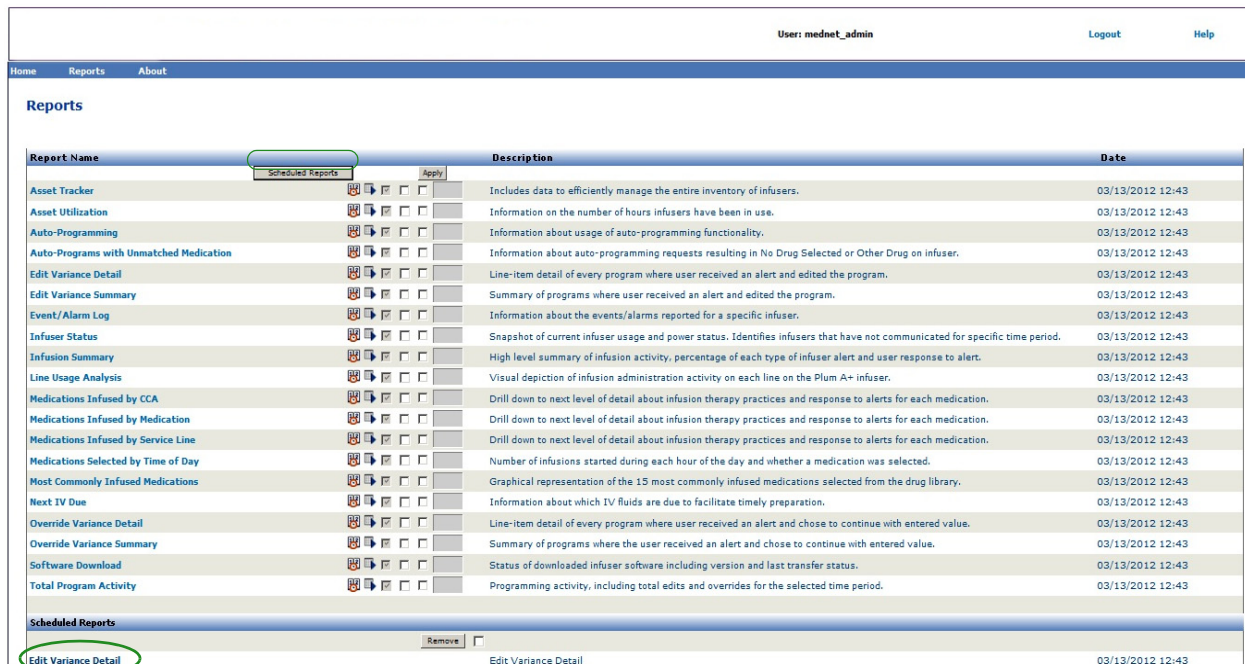 User: mednet_admin Logout Help
Home Reports About
Reports
Report Name Description Date
Scheduled Reports Apply
Asset Tracker Includes data to efficiently manage the entire inventory of infusers. 03/13/2012 12:43
Asset Utilization Information on the number of hours infusers have been in use. 03/13/2012 12:43
Auto-Programming Information about usage of auto-programming functionality. 03/13/2012 12:43
Auto-Programs with Unmatched Medication Information about auto-programming requests resulting in No Drug Selected or Other Drug on infuser. 03/13/2012 12:43
Edit Variance Detail Line-item detail of every program where user received an alert and edited the program. 03/13/2012 12:43
Edit Variance Summary Summary of programs where user received an alert and edited the program. 03/13/2012 12:43
Event/Alarm Log Information about the events/alarms reported for a specific infuser. 03/13/2012 12:43
Infuser Status Snapshot of current infuser usage and power status. Identifies infusers that have not communicated for specific time period. 03/13/2012 12:43
Infusion Summary High level summary of infusion activity, percentage of each type of infuser alert and user response to alert. 03/13/2012 12:43
Line Usage Analysis Visual depiction of infusion administration activity on each line on the Plum A+ infuser. 03/13/2012 12:43
Medications Infused by CCA Drill down to next level of detail about infusion therapy practices and response to alerts for each medication. 03/13/2012 12:43
Medications Infused by Medication Drill down to next level of detail about infusion therapy practices and response to alerts for each medication. 03/13/2012 12:43
Medications Infused by Service Line Drill down to next level of detail about infusion therapy practices and response to alerts for each medication. 03/13/2012 12:43
Medications Selected by Time of Day Number of infusions started during each hour of the day and whether a medication was selected. 03/13/2012 12:43
Most Commonly Infused Medications Graphical representation of the 15 most commonly infused medications selected from the drug library. 03/13/2012 12:43
Next IV Due Information about which IV fluids are due to facilitate timely preparation. 03/13/2012 12:43
Override Variance Detail Line-item detail of every program where user received an alert and chose to continue with entered value. 03/13/2012 12:43
Override Variance Summary Summary of programs where the user received an alert and chose to continue with entered value. 03/13/2012 12:43
Software Download Status of downloaded infuser software including version and last transfer status. 03/13/2012 12:43
Total Program Activity Programming activity, including total edits and overrides for the selected time period. 03/13/2012 12:43
Scheduled Reports
Remove
Edit Variance Detail Edit Variance Detail 03/13/2012 12:43